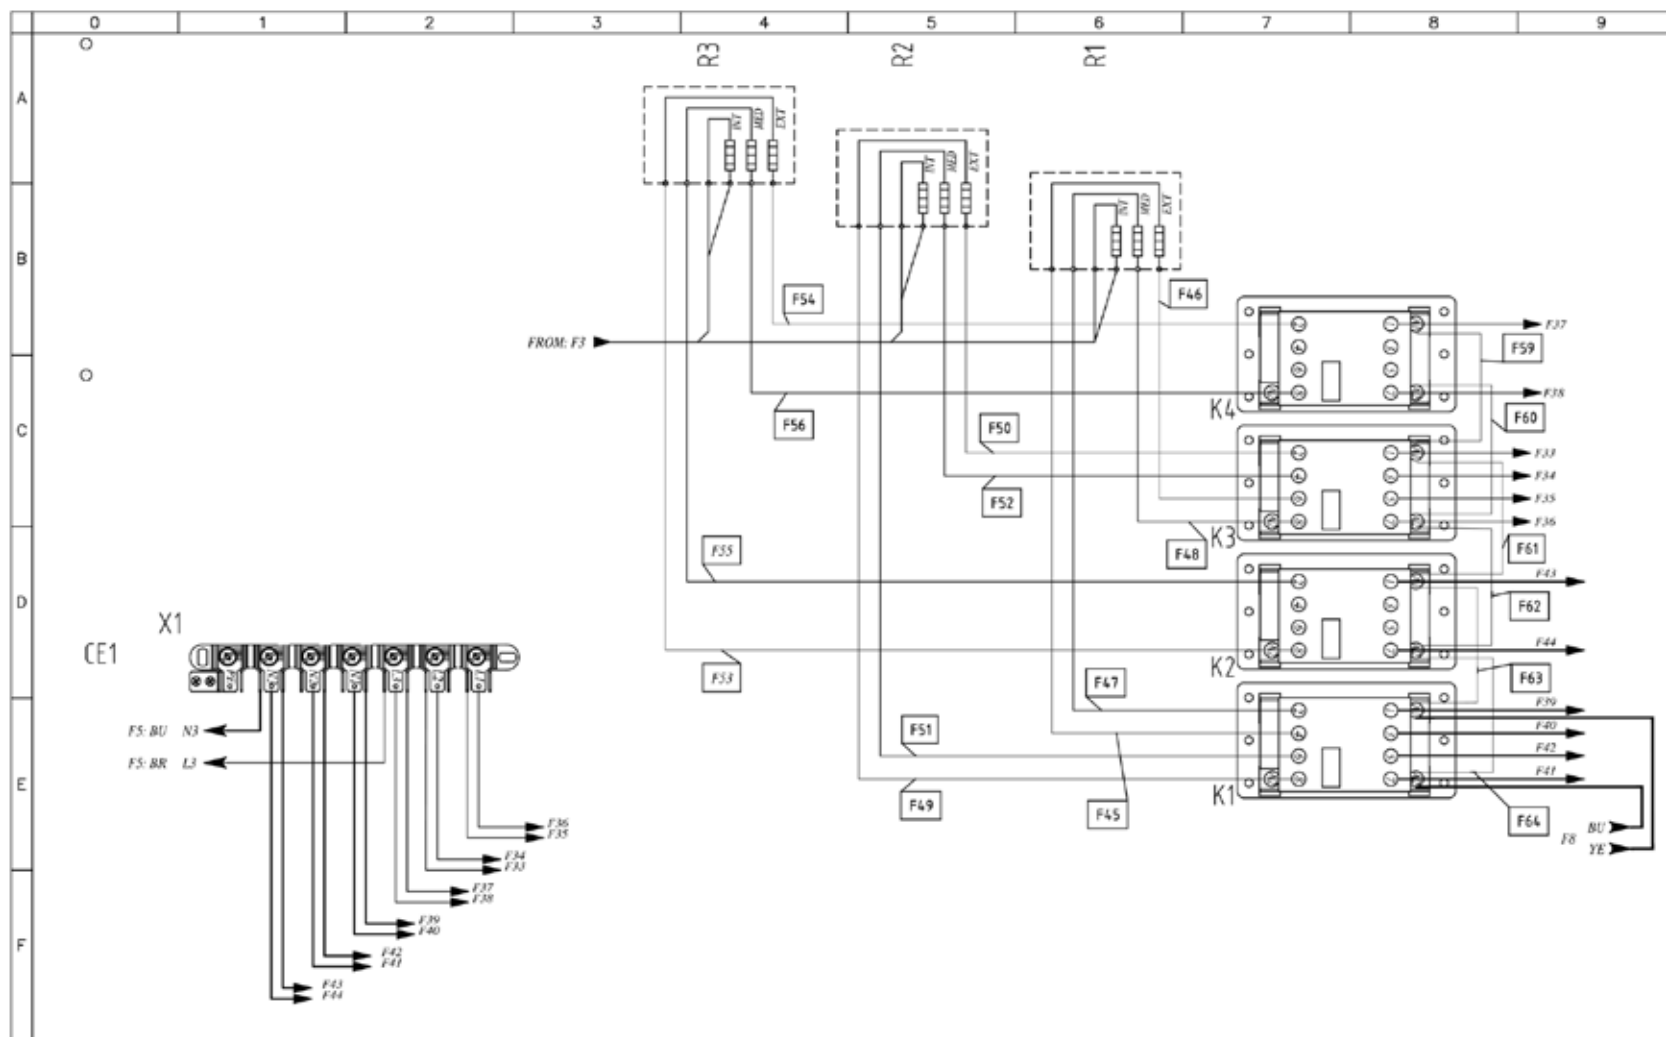 0 1 2 3 4 5 6 7 8 9
A
B
C
D
E
F
R3
R2
R1
INT MED EXT
INT MED EXT
INT MED EXT
F54
F46
FROM: F3
F37
F59
F38
K4
F56
F50
F60
F33
F34
F52
F35
F36
K3
F48
F55
F61
F43
F62
X1
CE1
F44
K2
F53
F47
F63
F39
F5: BU N3
F51
F40
F5: BR L3
F42
F41
K1
F49
F45
F64
F8
BU
YE
F36
F35
F34
F33
F37
F38
F39
F40
F42
F41
F43
F44